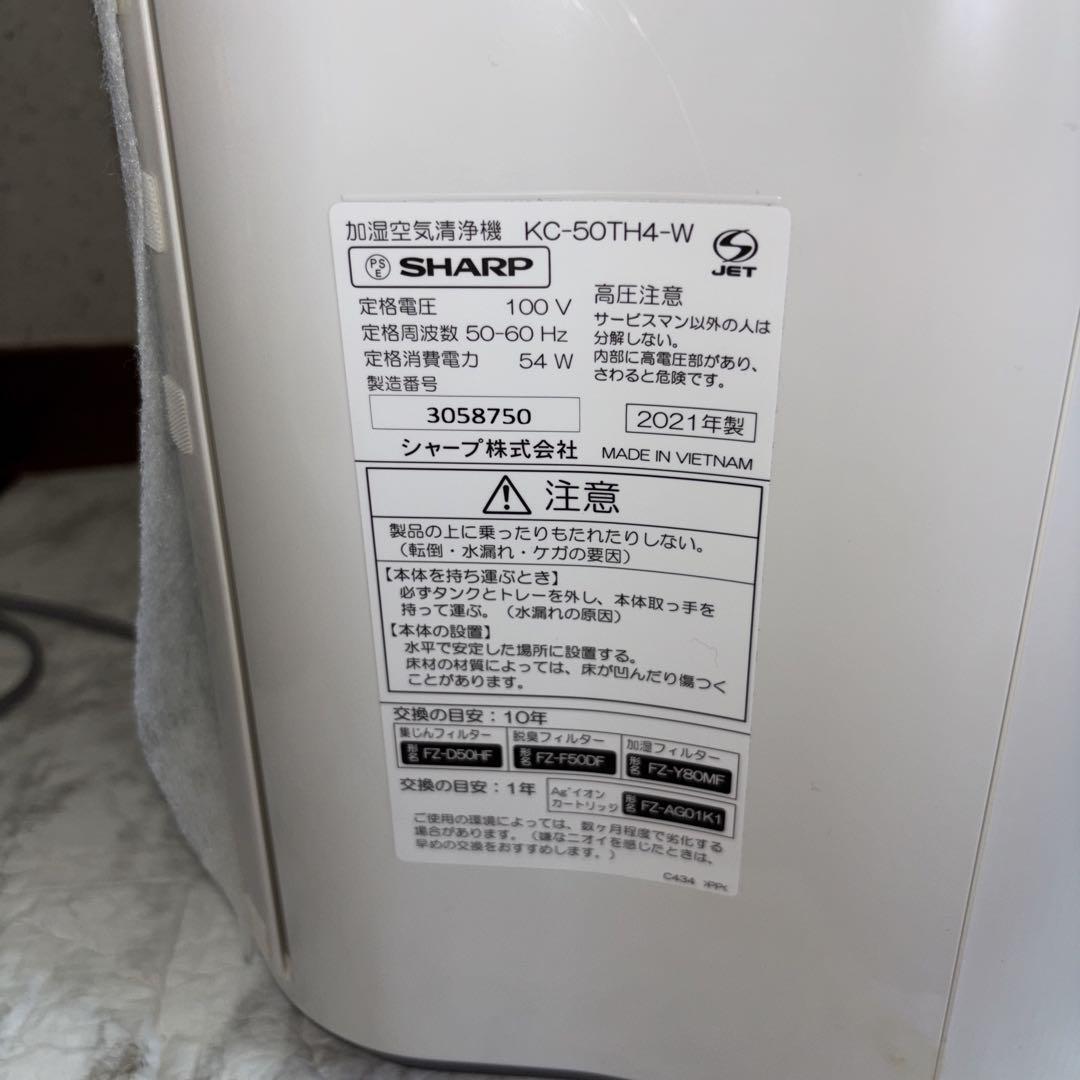 加湿空気清浄機 KC-50TH4-W
JET
PSE SHARP
定格電圧 100 V
定格周波数 50-60 Hz
定格消費電力 54 W
製造番号
3058750
シャープ株式会社
高圧注意
サービスマン以外の人は
分解しない。
内部に高電圧部があり、
さわると危険です。
2021年製
MADE IN VIETNAM
注意
製品の上に乗ったりもたれたりしない。
（転倒・水漏れ・ケガの要因）
【本体を持ち運ぶとき】
必ずタンクとトレーを外し、本体取っ手を
持って運ぶ。（水漏れの原因）
【本体の設置】
水平で安定した場所に設置する。
床材の材質によっては、床が凹んだり傷つく
ことがあります。
交換の目安：10年
集じんフィルター
形名 FZ-D50HF
脱臭フィルター
形名 FZ-F50DF
加湿フィルター
形名 FZ-Y80MF
交換の目安：1年
Ag⁺イオン
カートリッジ 形名 FZ-AG01K1
ご使用の環境によっては、数ヶ月程度で劣化する
場合があります。（嫌なニオイを感じたときは、
早めの交換をおすすめします。）
C434 >PP<